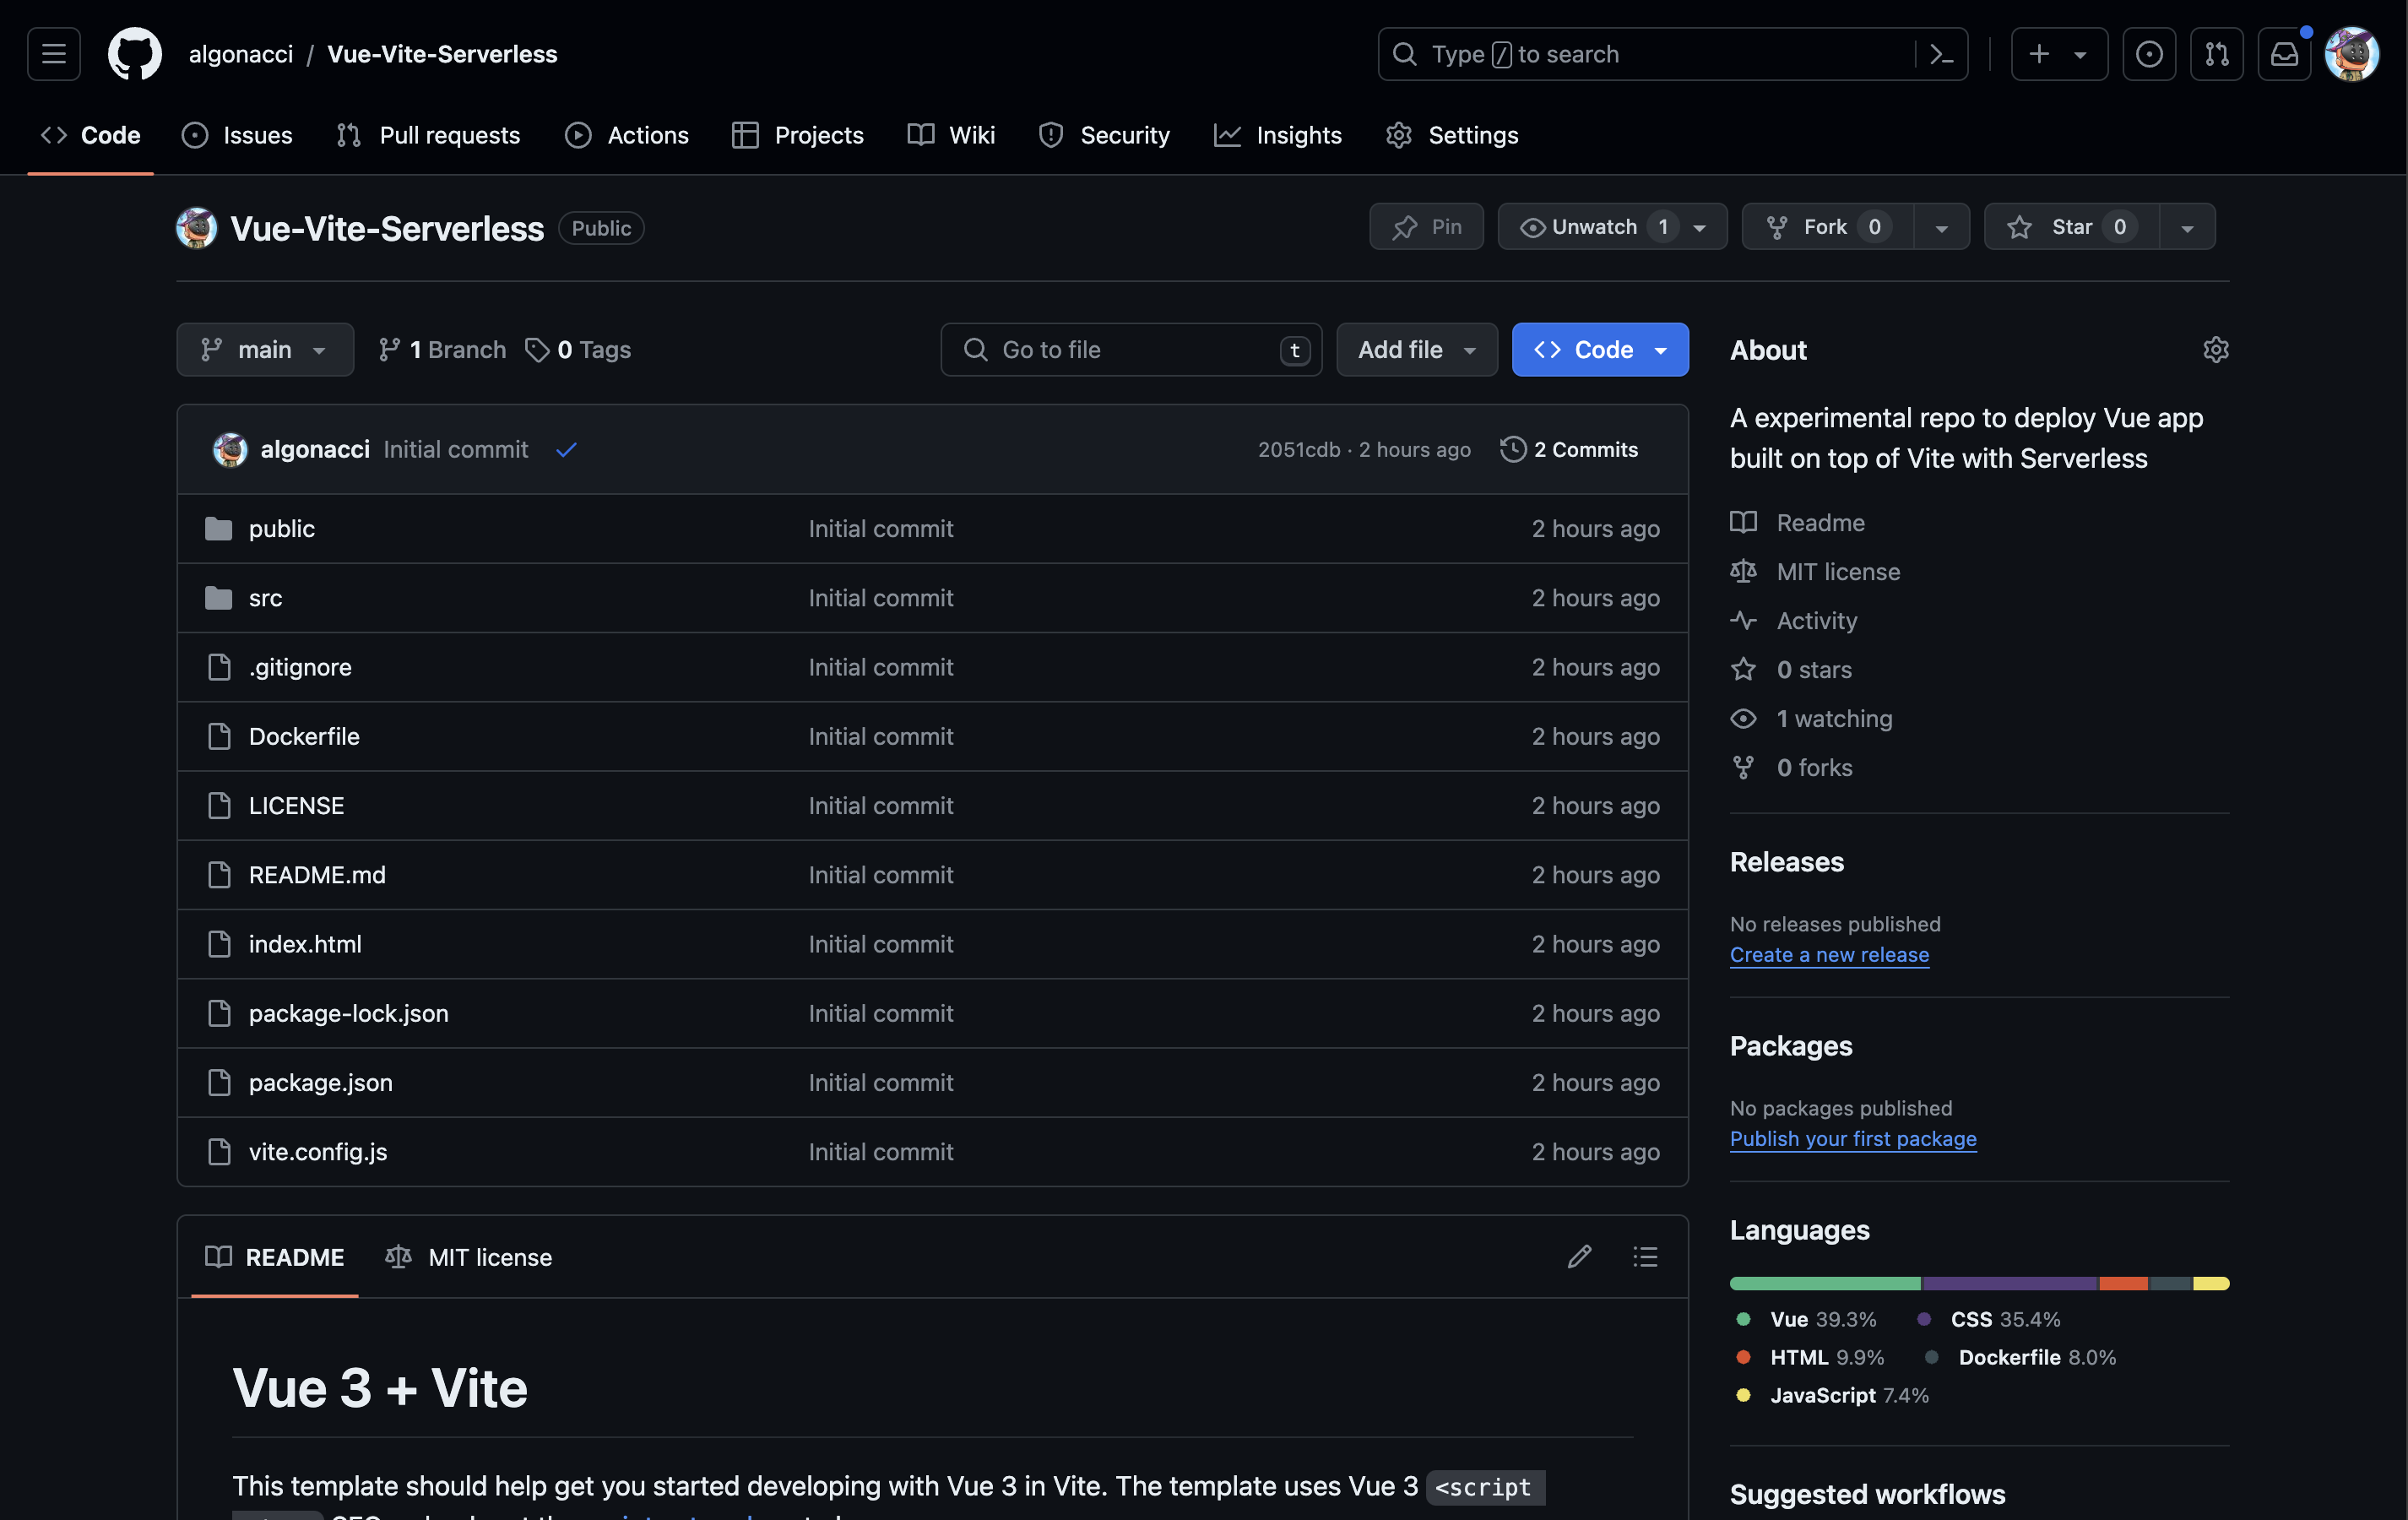 algonacci / Vue-Vite-Serverless
Type / to search
Code Issues Pull requests Actions Projects Wiki Security Insights Settings
Vue-Vite-Serverless Public
Pin Unwatch 1 Fork 0 Star 0
main 1 Branch 0 Tags
Go to file t Add file Code
algonacci Initial commit 2051cdb · 2 hours ago 2 Commits
public Initial commit 2 hours ago
src Initial commit 2 hours ago
.gitignore Initial commit 2 hours ago
Dockerfile Initial commit 2 hours ago
LICENSE Initial commit 2 hours ago
README.md Initial commit 2 hours ago
index.html Initial commit 2 hours ago
package-lock.json Initial commit 2 hours ago
package.json Initial commit 2 hours ago
vite.config.js Initial commit 2 hours ago
README MIT license
Vue 3 + Vite
This template should help get you started developing with Vue 3 in Vite. The template uses Vue 3 <script
About
A experimental repo to deploy Vue app
built on top of Vite with Serverless
Readme
MIT license
Activity
0 stars
1 watching
0 forks
Releases
No releases published
Create a new release
Packages
No packages published
Publish your first package
Languages
Vue 39.3% CSS 35.4%
HTML 9.9% Dockerfile 8.0%
JavaScript 7.4%
Suggested workflows